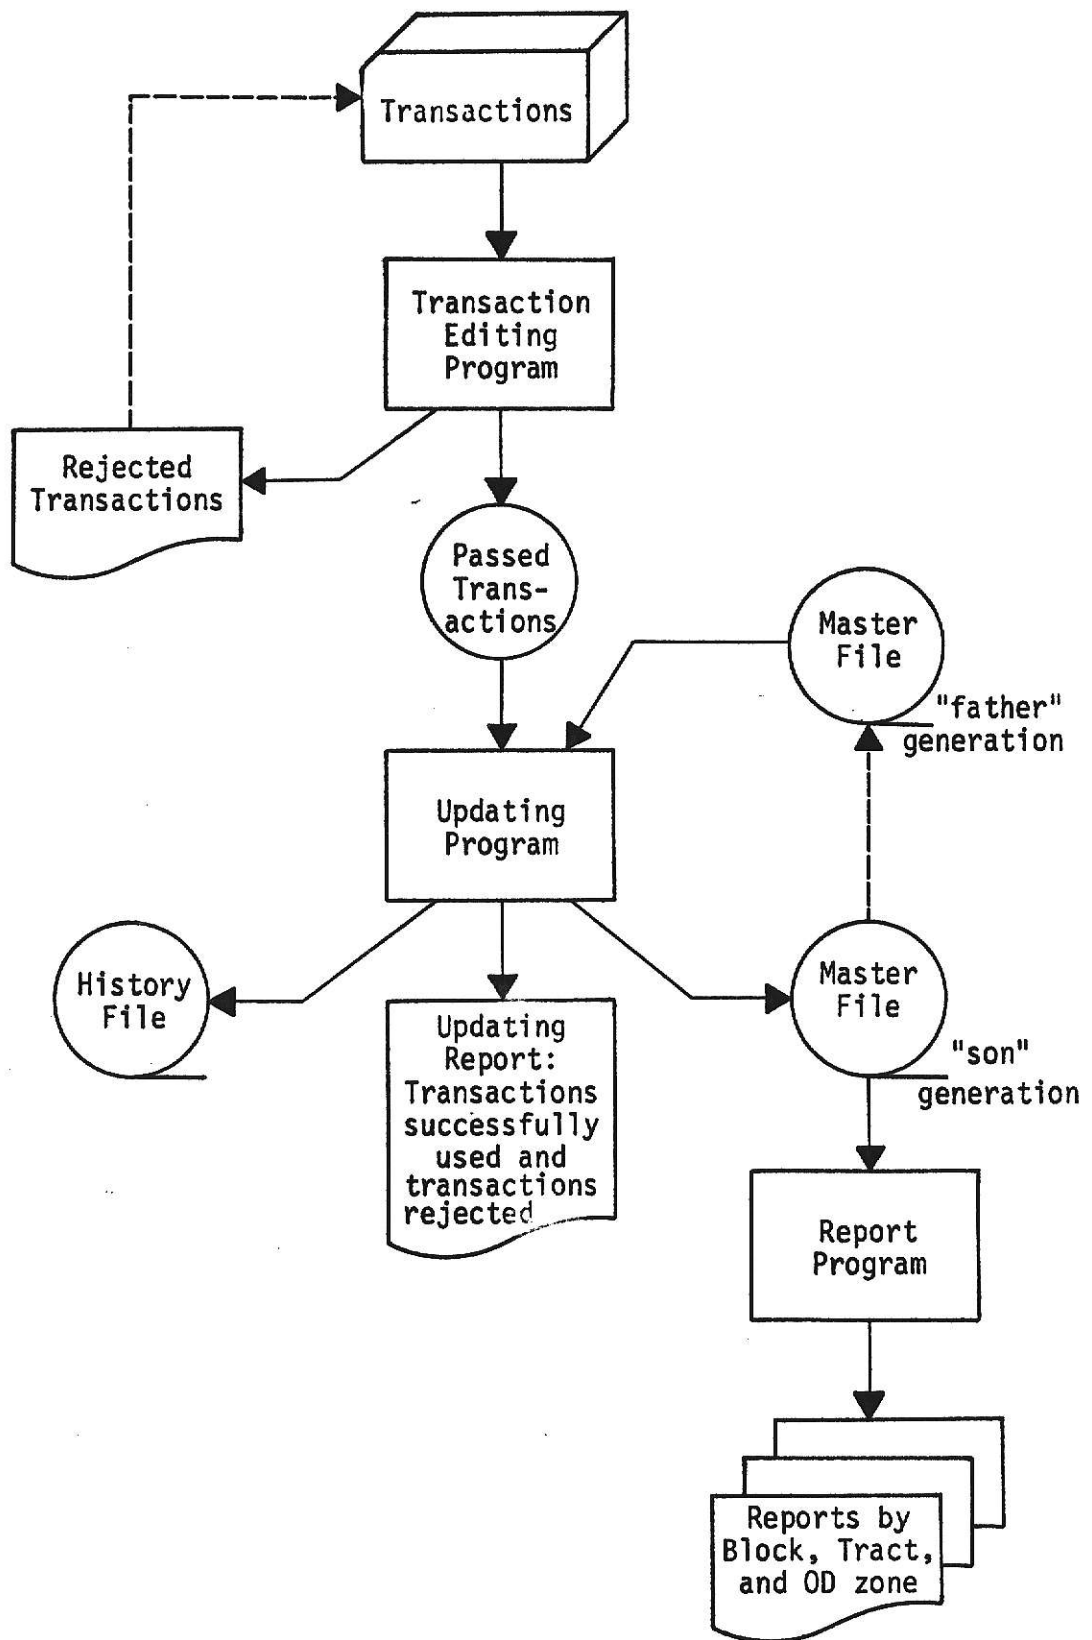 Transactions
Transaction
Editing
Program
Rejected
Transactions
Passed
Trans-
actions
Master
File
"father"
generation
Updating
Program
History
File
Updating
Report:
Transactions
successfully
used and
transactions
rejected
Master
File
"son"
generation
Report
Program
Reports by
Block, Tract,
and OD zone